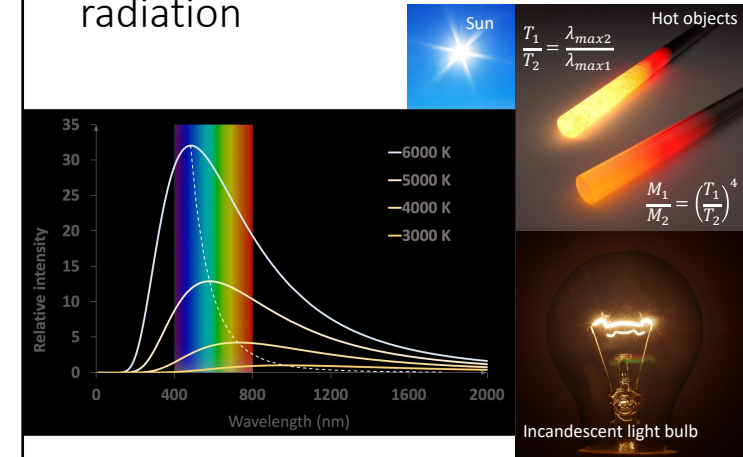 radiation
Sun
Hot objects
T₁/T₂ = λₘₐₓ₂/λₘₐₓ₁
M₁/M₂ = (T₁/T₂)⁴
35
30
25
20
15
10
5
0
Relative intensity
6000 K
5000 K
4000 K
3000 K
0 400 800 1200 1600 2000
Wavelength (nm)
Incandescent light bulb